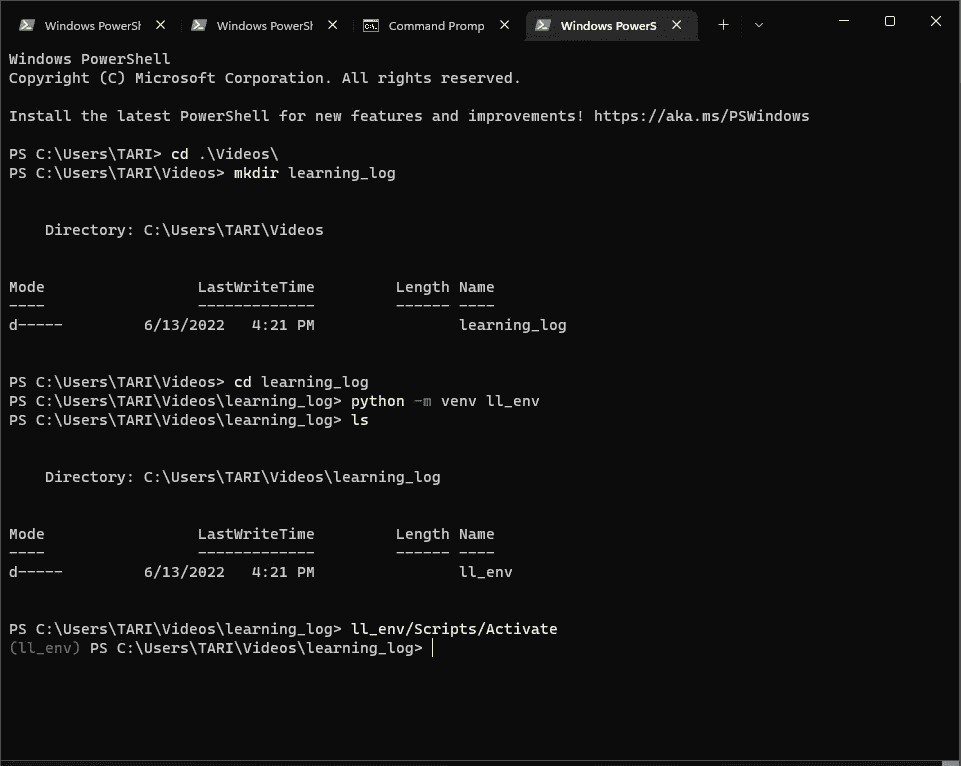 Windows PowerSh Windows PowerSh Command Promp Windows PowerS
Windows PowerShell
Copyright (C) Microsoft Corporation. All rights reserved.
Install the latest PowerShell for new features and improvements! https://aka.ms/PSWindows
PS C:\Users\TARI> cd .\Videos\
PS C:\Users\TARI\Videos> mkdir learning_log
Directory: C:\Users\TARI\Videos
Mode LastWriteTime Length Name
---- ------------- ------ ----
d----- 6/13/2022 4:21 PM learning_log
PS C:\Users\TARI\Videos> cd learning_log
PS C:\Users\TARI\Videos\learning_log> python -m venv ll_env
PS C:\Users\TARI\Videos\learning_log> ls
Directory: C:\Users\TARI\Videos\learning_log
Mode LastWriteTime Length Name
---- ------------- ------ ----
d----- 6/13/2022 4:21 PM ll_env
PS C:\Users\TARI\Videos\learning_log> ll_env/Scripts/Activate
(ll_env) PS C:\Users\TARI\Videos\learning_log>